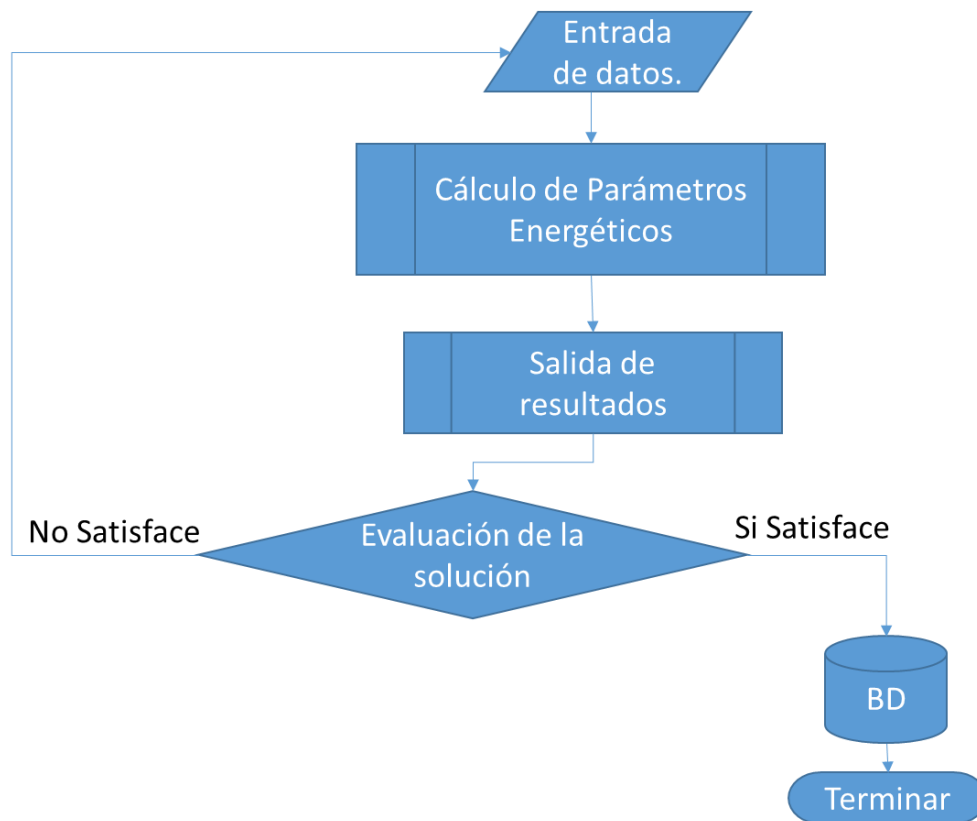 Entrada
de datos.
Cálculo de Parámetros
Energéticos
Salida de
resultados
Evaluación de la
solución
No Satisface
Si Satisface
BD
Terminar